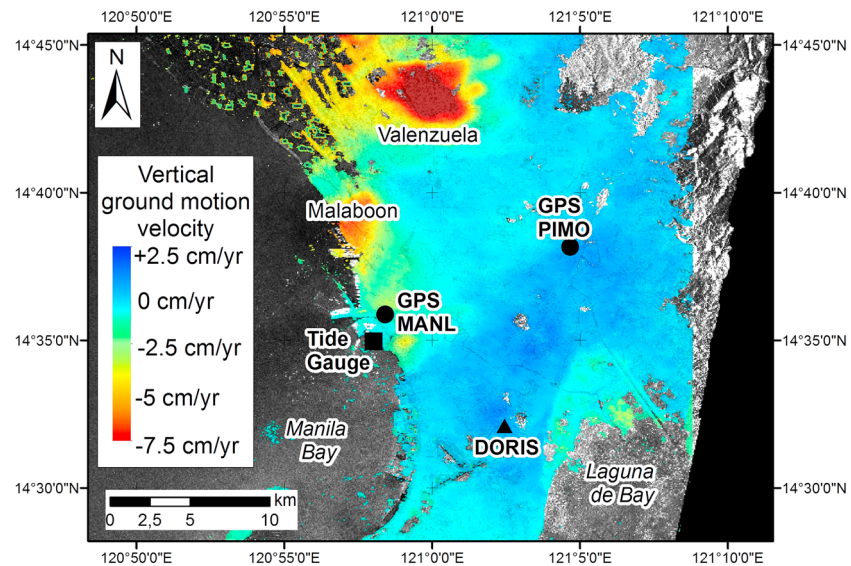 120°50'0"E 120°55'0"E 121°0'0"E 121°5'0"E 121°10'0"E
14°45'0"N 14°45'0"N
N
Valenzuela
Vertical
ground motion
velocity
+2.5 cm/yr
0 cm/yr
-2.5 cm/yr
-5 cm/yr
-7.5 cm/yr
14°40'0"N 14°40'0"N
Malaboon
GPS
PIMO
GPS
MANL
14°35'0"N 14°35'0"N
Tide
Gauge
Manila
Bay
DORIS
Laguna
de Bay
14°30'0"N 14°30'0"N
km
0 2,5 5 10
120°50'0"E 120°55'0"E 121°0'0"E 121°5'0"E 121°10'0"E